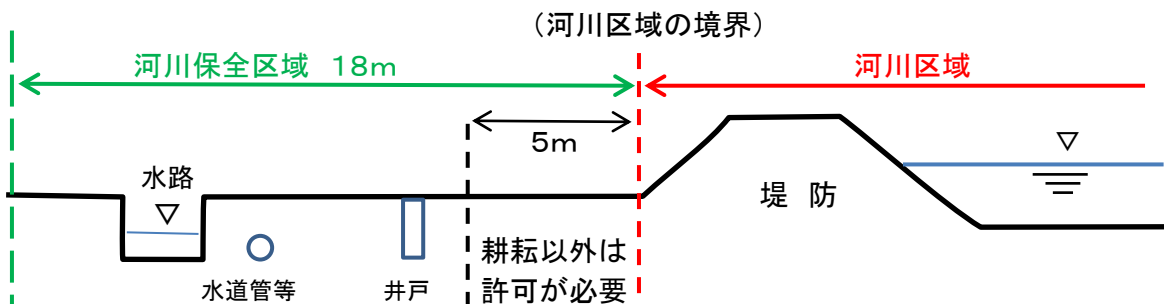 （河川区域の境界）
河川保全区域　18ｍ
河川区域
5ｍ
水路
堤　防
耕耘以外は
許可が必要
水道管等
井戸